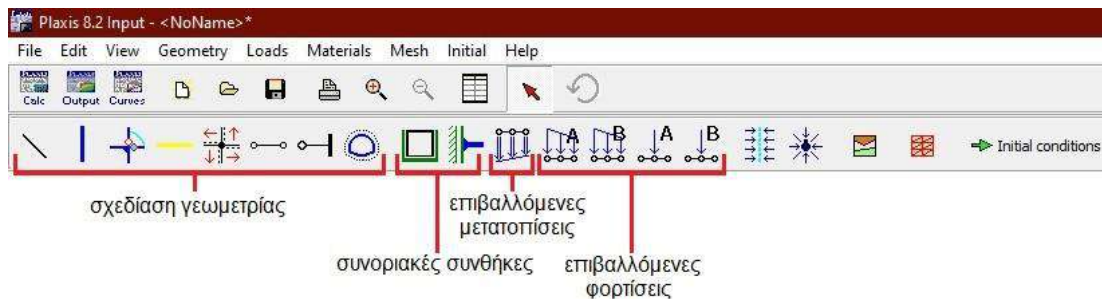 Plaxis 8.2 Input - <NoName>*
File Edit View Geometry Loads Materials Mesh Initial Help
Calc Output Curves
A B A B Initial conditions
σχεδίαση γεωμετρίας
επιβαλλόμενες
μετατοπίσεις
συνοριακές συνθήκες
επιβαλλόμενες
φορτίσεις